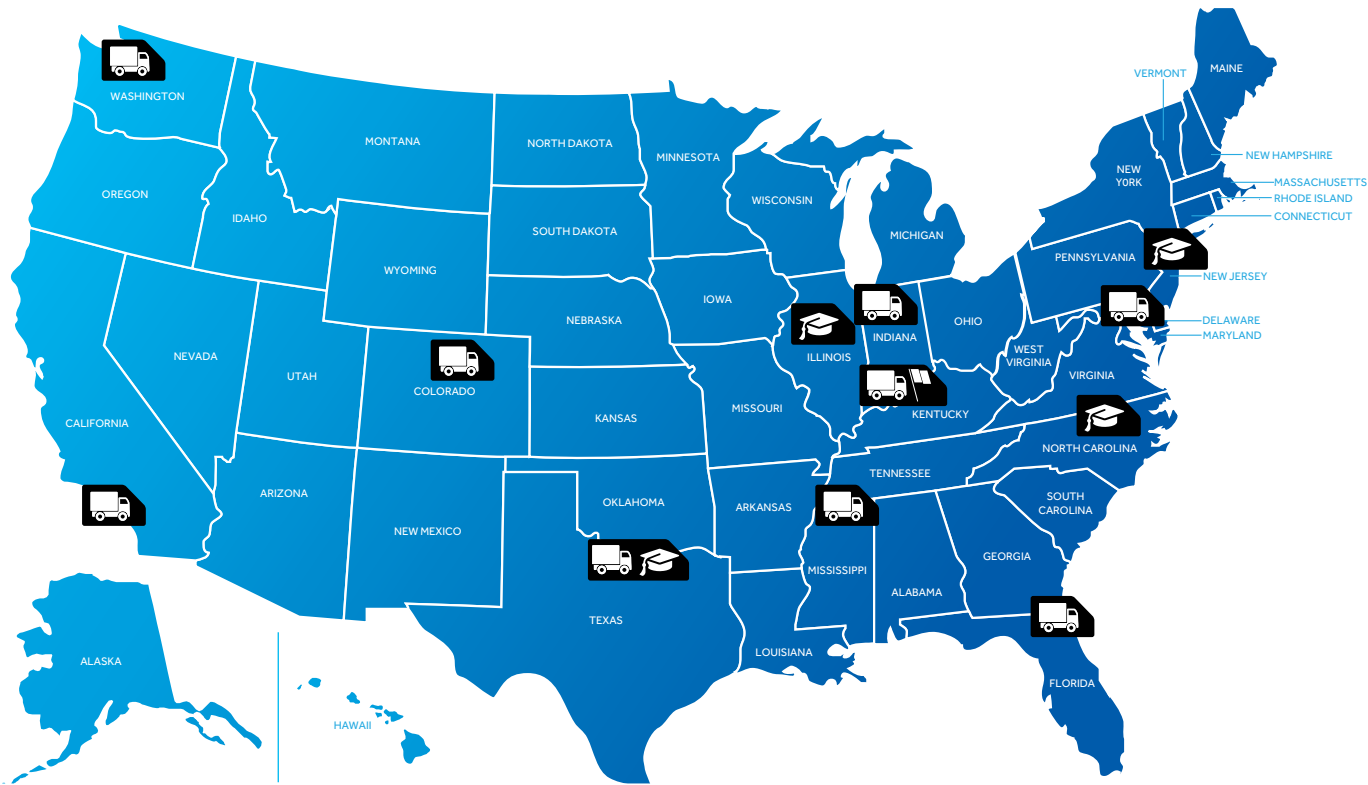 MAINE
VERMONT
WASHINGTON
MONTANA
NORTH DAKOTA
MINNESOTA
NEW HAMPSHIRE
NEW
YORK
MASSACHUSETTS
OREGON
RHODE ISLAND
WISCONSIN
IDAHO
CONNECTICUT
SOUTH DAKOTA
MICHIGAN
PENNSYLVANIA
WYOMING
NEW JERSEY
IOWA
NEBRASKA
OHIO
DELAWARE
MARYLAND
INDIANA
NEVADA
ILLINOIS
WEST
VIRGINIA
UTAH
VIRGINIA
COLORADO
MISSOURI
KENTUCKY
KANSAS
CALIFORNIA
NORTH CAROLINA
TENNESSEE
ARIZONA
SOUTH
CAROLINA
OKLAHOMA
ARKANSAS
NEW MEXICO
GEORGIA
MISSISSIPPI
ALABAMA
TEXAS
LOUISIANA
ALASKA
FLORIDA
HAWAII